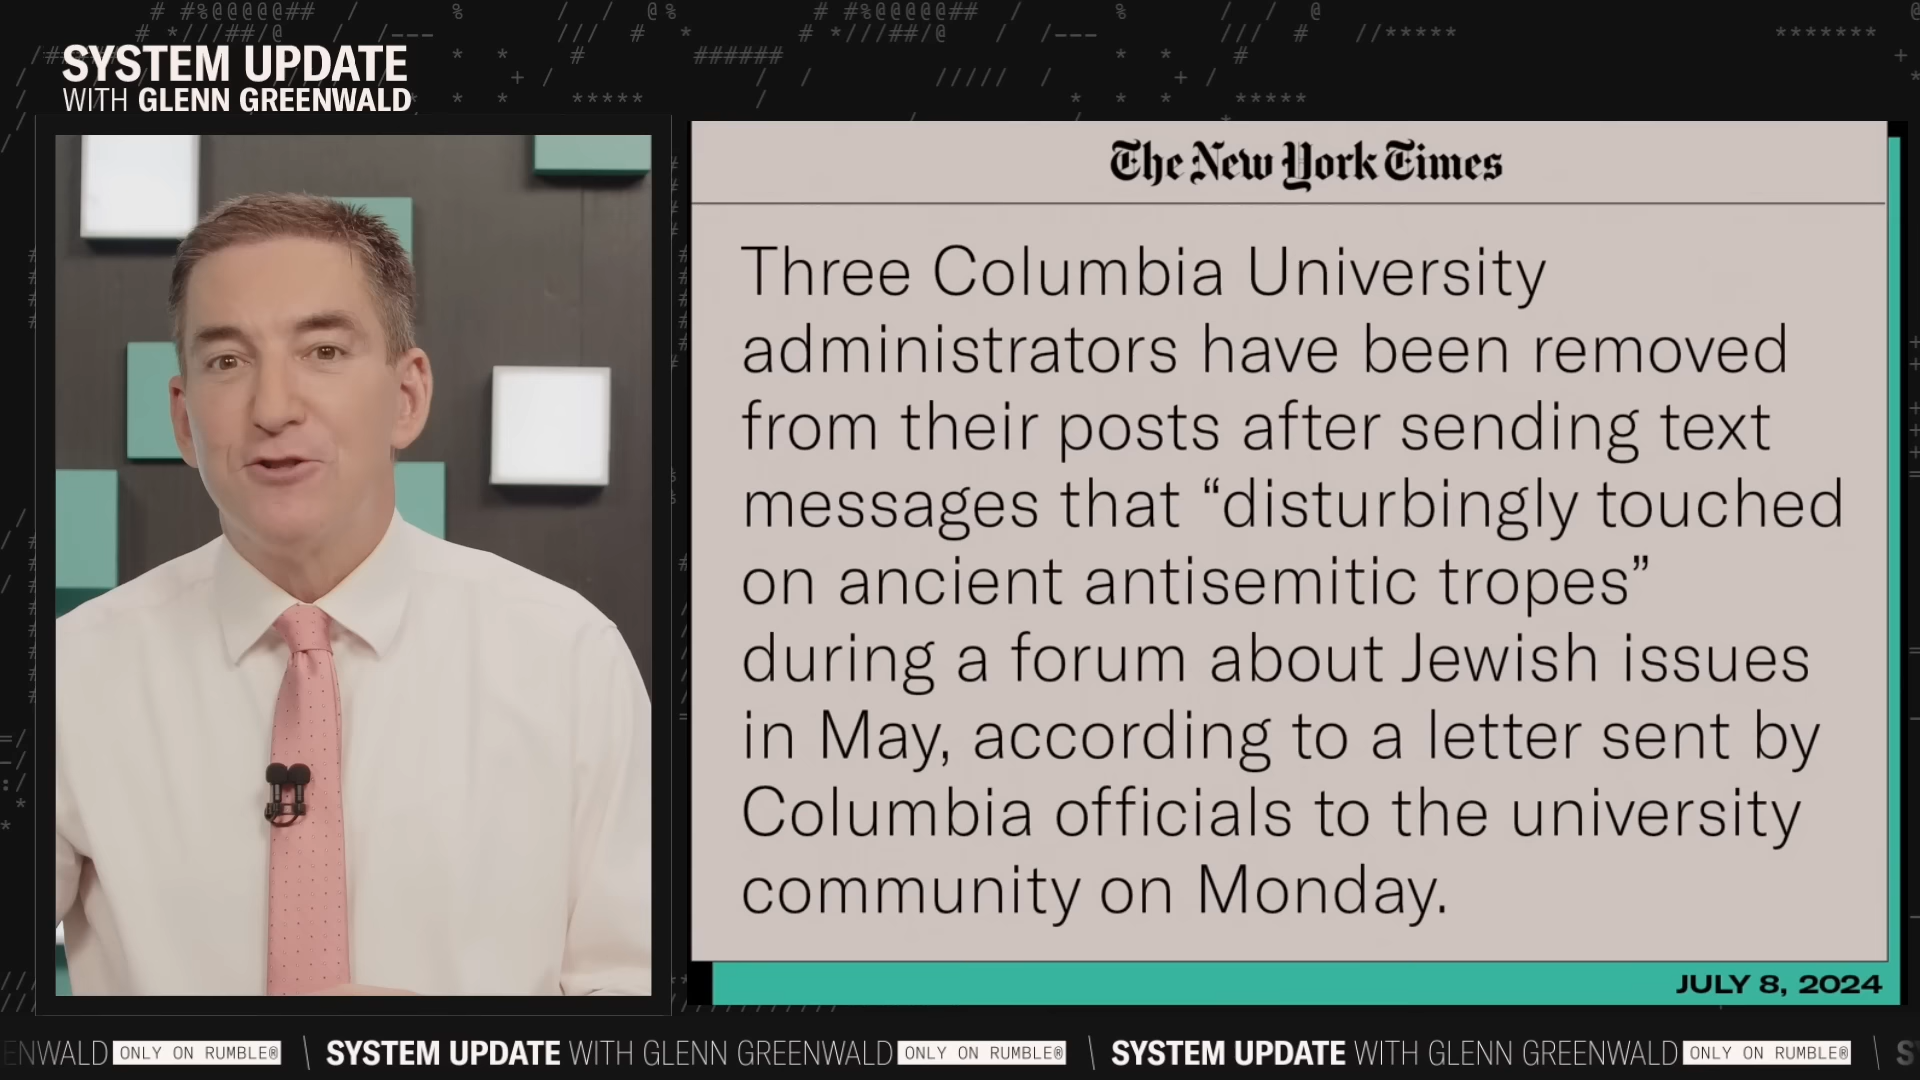 SYSTEM UPDATE
WITH GLENN GREENWALD
The New York Times
Three Columbia University
administrators have been removed
from their posts after sending text
messages that “disturbingly touched
on ancient antisemitic tropes”
during a forum about Jewish issues
in May, according to a letter sent by
Columbia officials to the university
community on Monday.
JULY 8, 2024
ENWALD ONLY ON RUMBLE® \ SYSTEM UPDATE WITH GLENN GREENWALD ONLY ON RUMBLE® \ SYSTEM UPDATE WITH GLENN GREENWALD ONLY ON RUMBLE® \ S